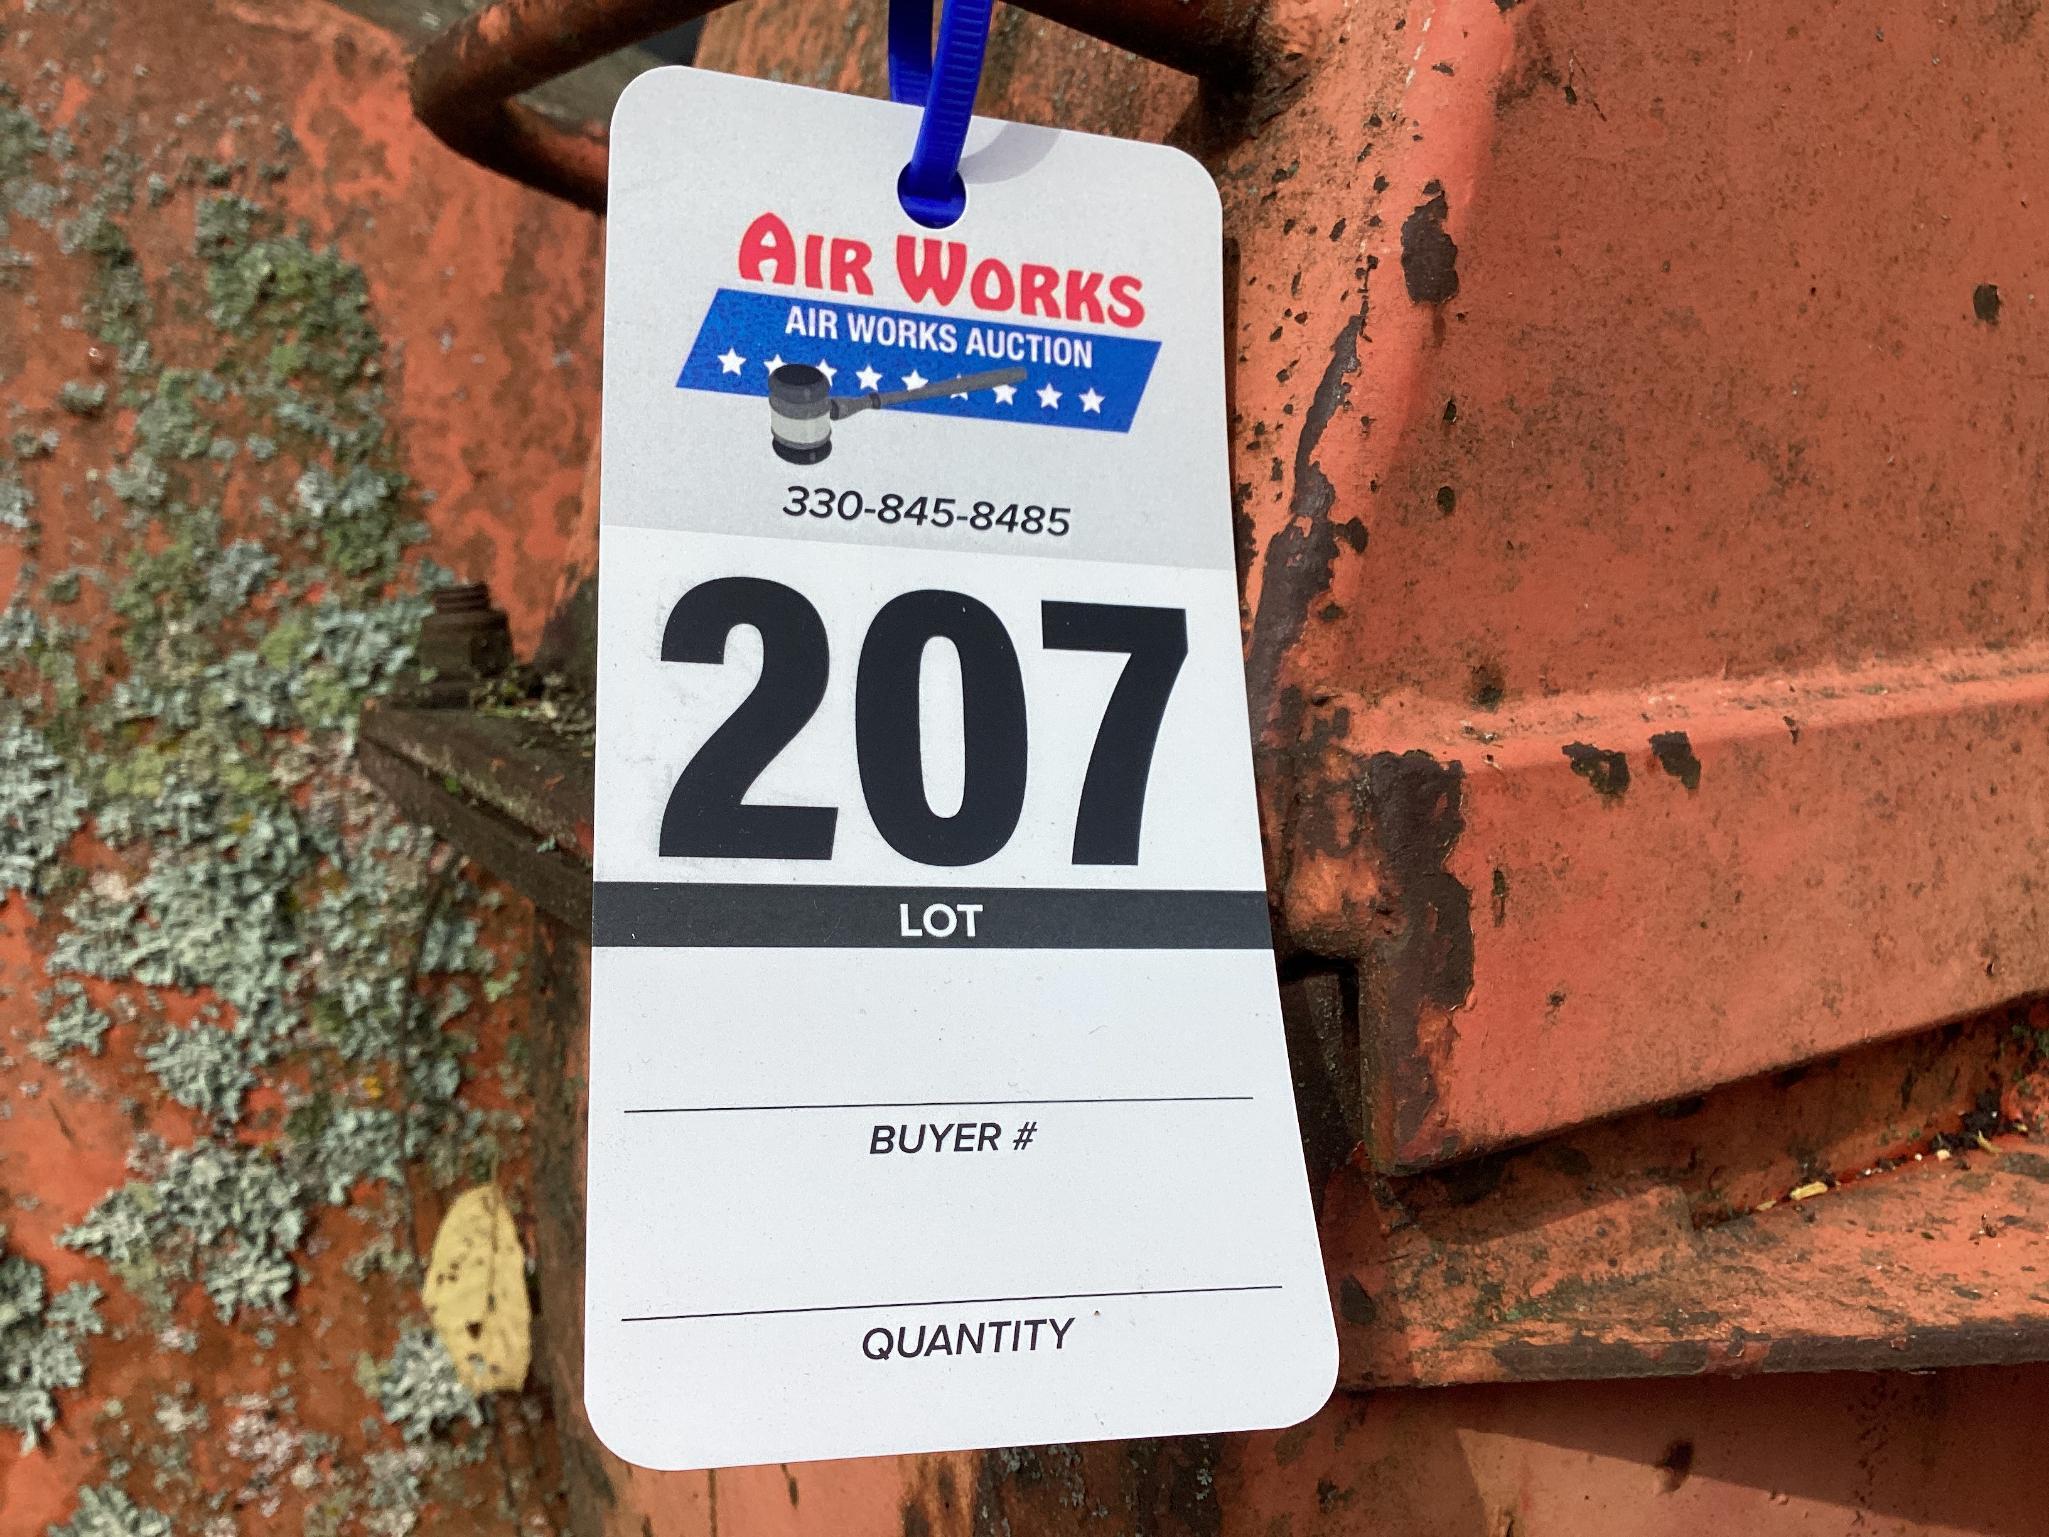 AIR WORKS
AIR WORKS AUCTION
330-845-8485
207
LOT
BUYER #
QUANTITY